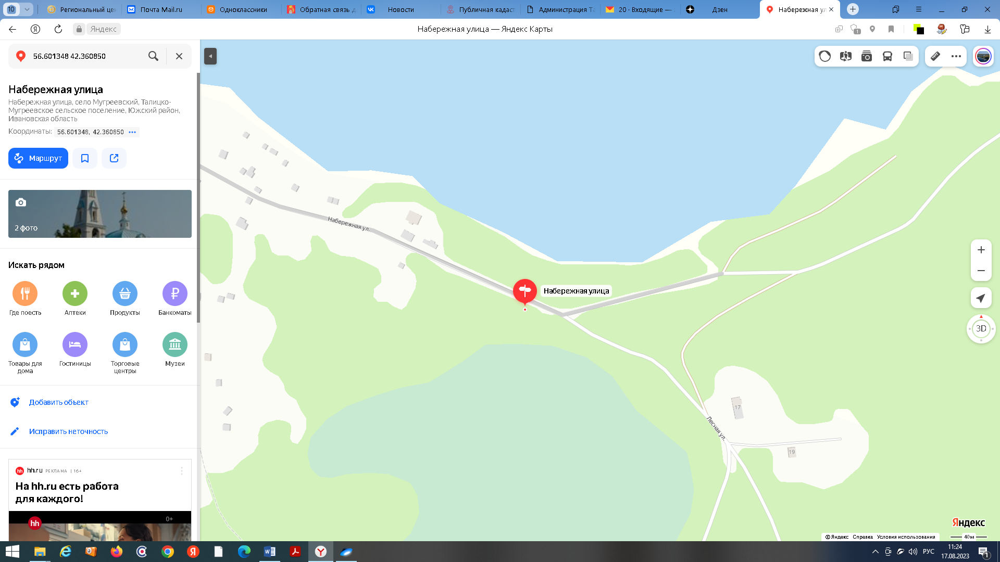 10
Региональный цен
Почта Mail.ru
Одноклассники
Обратная связь д
Новости
Публичная кадаст
Администрация Та
20 · Входящие —
Дзен
Набережная ул
Яндекс
Набережная улица — Яндекс Карты
1
56.601348 42.360850
Набережная улица
Набережная улица, село Мугреевский, Талицко-
Мугреевское сельское поселение, Южский район,
Ивановская область
Координаты: 56.601348, 42.360850
Маршрут
2 фото
Искать рядом
Где поесть
Аптеки
Продукты
Банкоматы
Товары для
дома
Гостиницы
Торговые
центры
Музеи
Добавить объект
Исправить неточность
hh
hh.ru РЕКЛАМА | 16+
На hh.ru есть работа
для каждого!
hh
0+
Набережная ул.
Набережная улица
Лесная ул.
17
19
3D
Яндекс
© Яндекс Справка Условия использования
40 м
РУС
11:24
17.08.2023
1